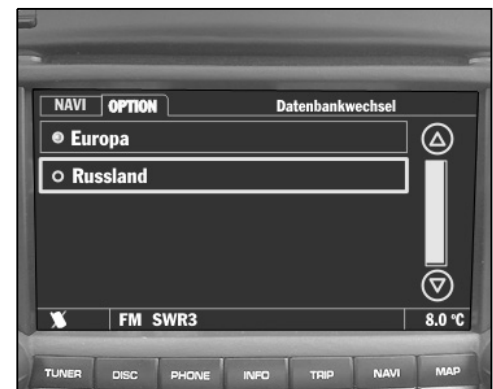 NAVI OPTION Datenbankwechsel
Europa
Russland
FM SWR3 8.0 °C
TUNER DISC PHONE INFO TRIP NAVI MAP